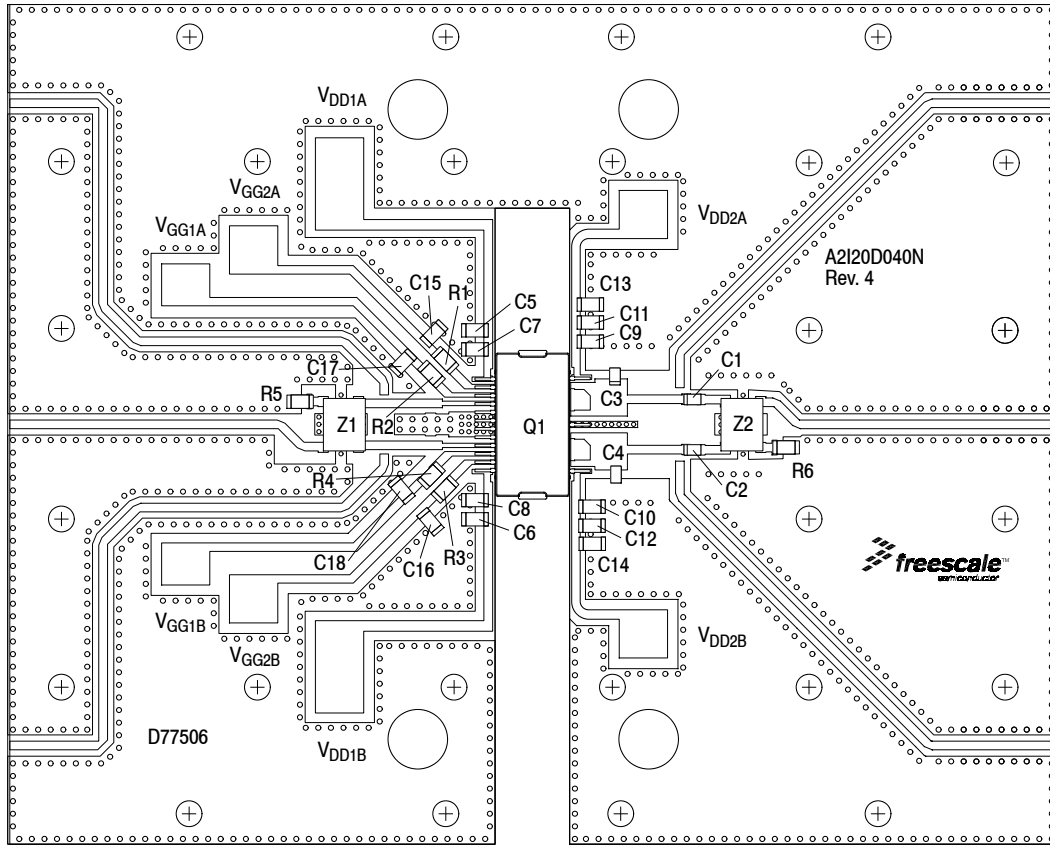 VDD1A
VGG2A
VGG1A
VDD2A
A2I20D040N
Rev. 4
C15
R1
C5
C7
C13
C11
C9
C17
R5
R2
C3
C1
Z1
Q1
Z2
C4
R4
C2
R6
C8
C6
C10
C12
C14
C18
C16
R3
freescale™
semiconductor
VGG1B
VGG2B
VDD2B
D77506
VDD1B